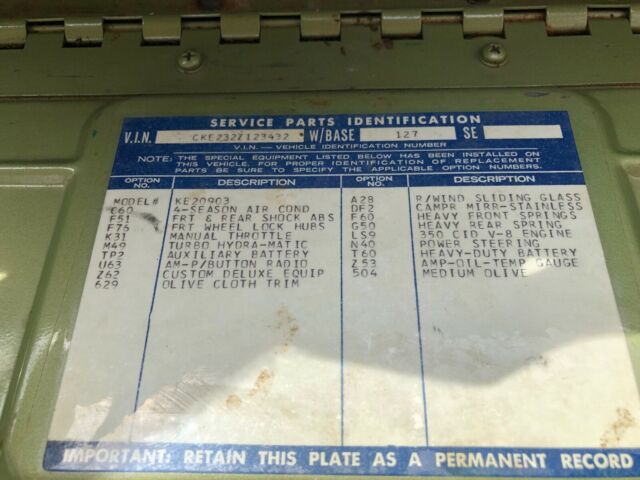 SERVICE PARTS IDENTIFICATION
V.I.N. CKE232Z123432 W/BASE 127 SE
V.I.N. — VEHICLE IDENTIFICATION NUMBER
NOTE: THE SPECIAL EQUIPMENT LISTED BELOW HAS BEEN INSTALLED ON
THIS VEHICLE. FOR PROPER IDENTIFICATION OF REPLACEMENT
PARTS BE SURE TO SPECIFY THE APPLICABLE OPTION NUMBERS.
OPTION NO. DESCRIPTION OPTION NO. DESCRIPTION
MODEL# KE20903 A28 R/WIND SLIDING GLASS
C60 4-SEASON AIR COND DF2 CAMPR MIRR-STAINLESS
F51 FRT & REAR SHOCK ABS F60 HEAVY FRONT SPRINGS
F76 FRT WHEEL LOCK HUBS G50 HEAVY REAR SPRING
K31 MANUAL THROTTLE LS9 350 CID V-8 ENGINE
M49 TURBO HYDRA-MATIC N40 POWER STEERING
TP2 AUXILIARY BATTERY T60 HEAVY-DUTY BATTERY
U63 AM-P/BUTTON RADIO Z53 AMP-OIL-TEMP GAUGE
Z62 CUSTOM DELUXE EQUIP 504 MEDIUM OLIVE
629 OLIVE CLOTH TRIM
IMPORTANT: RETAIN THIS PLATE AS A PERMANENT RECORD